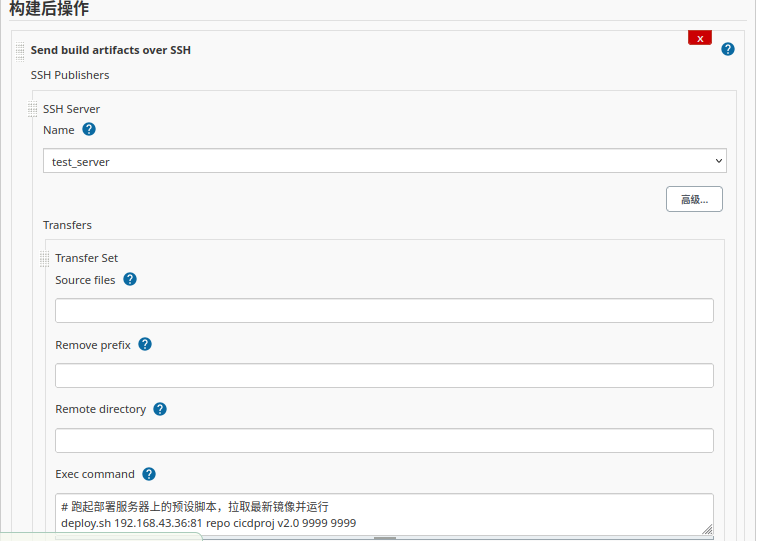 构建后操作
Send build artifacts over SSH
x
?
SSH Publishers
SSH Server
Name ?
test_server
高级...
Transfers
Transfer Set
Source files ?
Remove prefix ?
Remote directory ?
Exec command ?
# 跑起部署服务器上的预设脚本，拉取最新镜像并运行
deploy.sh 192.168.43.36:81 repo cicdproj v2.0 9999 9999